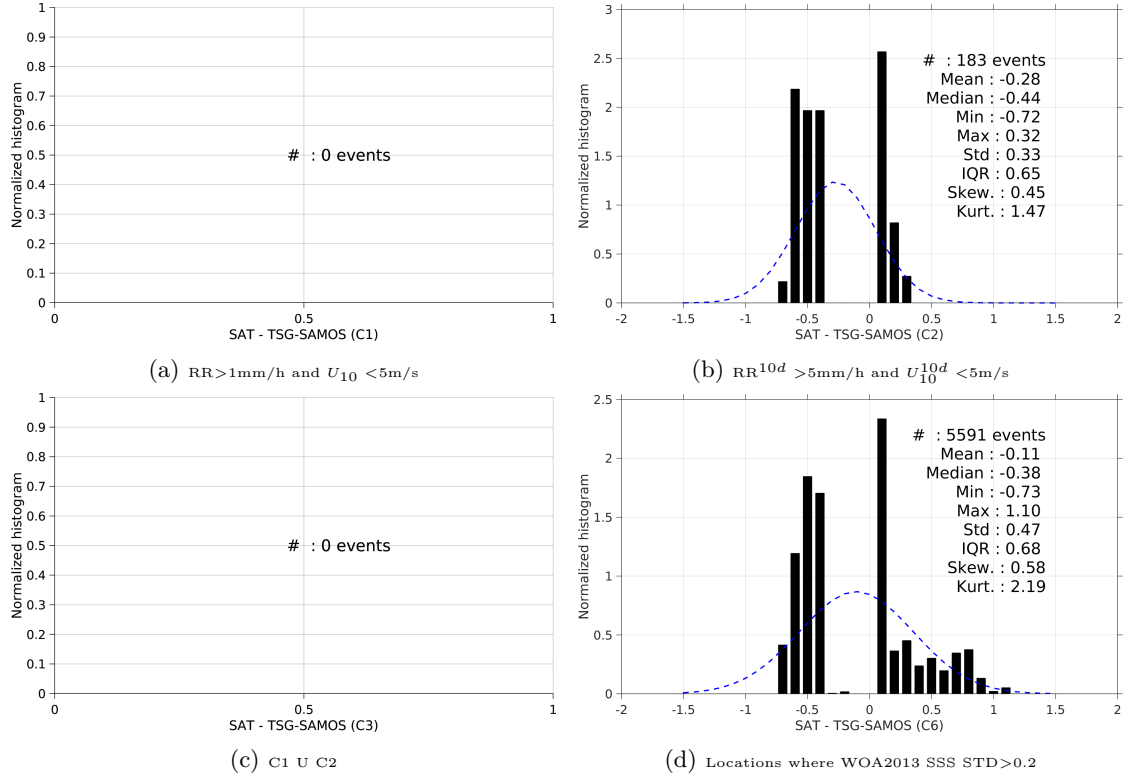 1
0.9
0.8
0.7
0.6
0.5
0.4
0.3
0.2
0.1
0
Normalized histogram
# : 0 events
0 0.5 1
SAT - TSG-SAMOS (C1)
(a) RR>1mm/h and U10 <5m/s
3
2.5
2
1.5
1
0.5
0
Normalized histogram
# : 183 events
Mean : -0.28
Median : -0.44
Min : -0.72
Max : 0.32
Std : 0.33
IQR : 0.65
Skew. : 0.45
Kurt. : 1.47
-2 -1.5 -1 -0.5 0 0.5 1 1.5 2
SAT - TSG-SAMOS (C2)
(b) RR10d >5mm/h and U10d10 <5m/s
1
0.9
0.8
0.7
0.6
0.5
0.4
0.3
0.2
0.1
0
Normalized histogram
# : 0 events
0 0.5 1
SAT - TSG-SAMOS (C3)
(c) C1 U C2
2.5
2
1.5
1
0.5
0
Normalized histogram
# : 5591 events
Mean : -0.11
Median : -0.38
Min : -0.73
Max : 1.10
Std : 0.47
IQR : 0.68
Skew. : 0.58
Kurt. : 2.19
-2 -1.5 -1 -0.5 0 0.5 1 1.5 2
SAT - TSG-SAMOS (C6)
(d) Locations where WOA2013 SSS STD>0.2